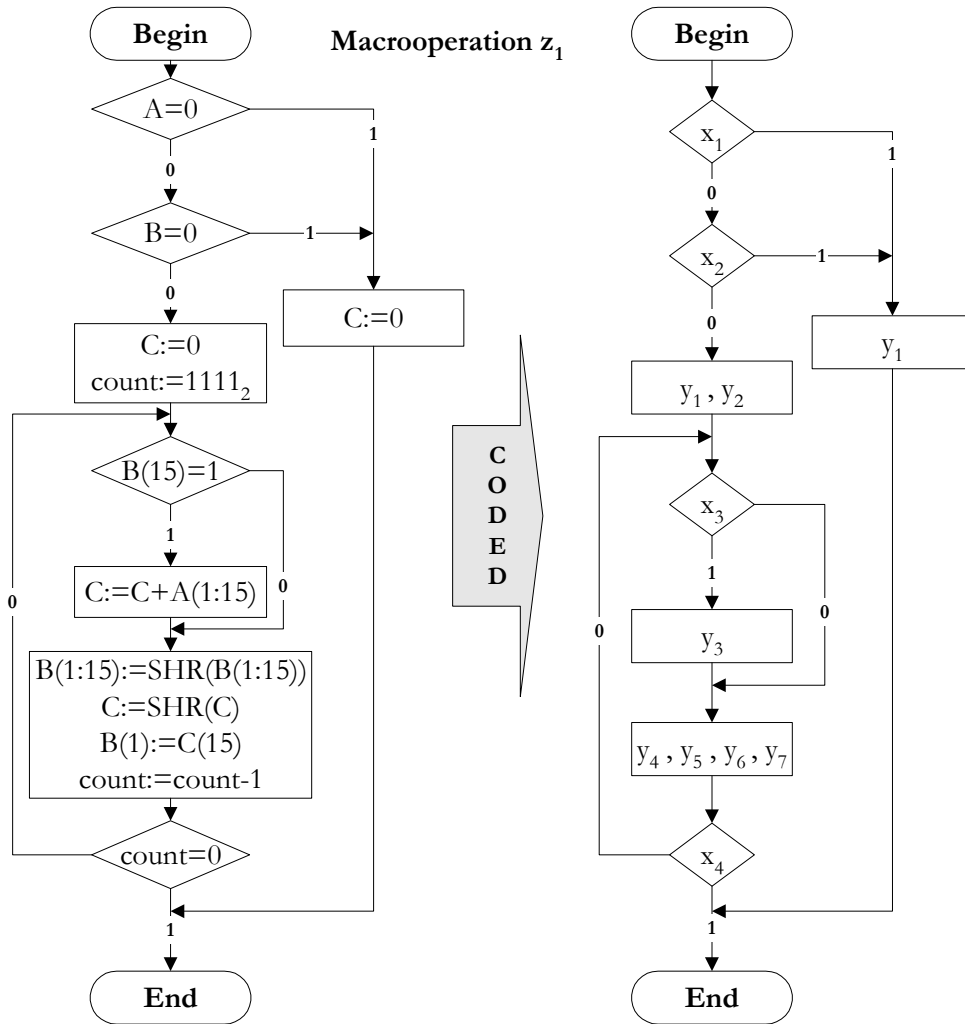 Macrooperation z₁
Begin
A=0
1
0
B=0
1
0
C:=0
C:=0
count:=1111₂
B(15)=1
1
0
C:=C+A(1:15)
0
B(1:15):=SHR(B(1:15))
C:=SHR(C)
B(1):=C(15)
count:=count-1
count=0
1
End
C
O
D
E
D
Begin
x₁
1
0
x₂
1
0
y₁
y₁ , y₂
x₃
1
0
0
y₃
y₄ , y₅ , y₆ , y₇
x₄
1
End